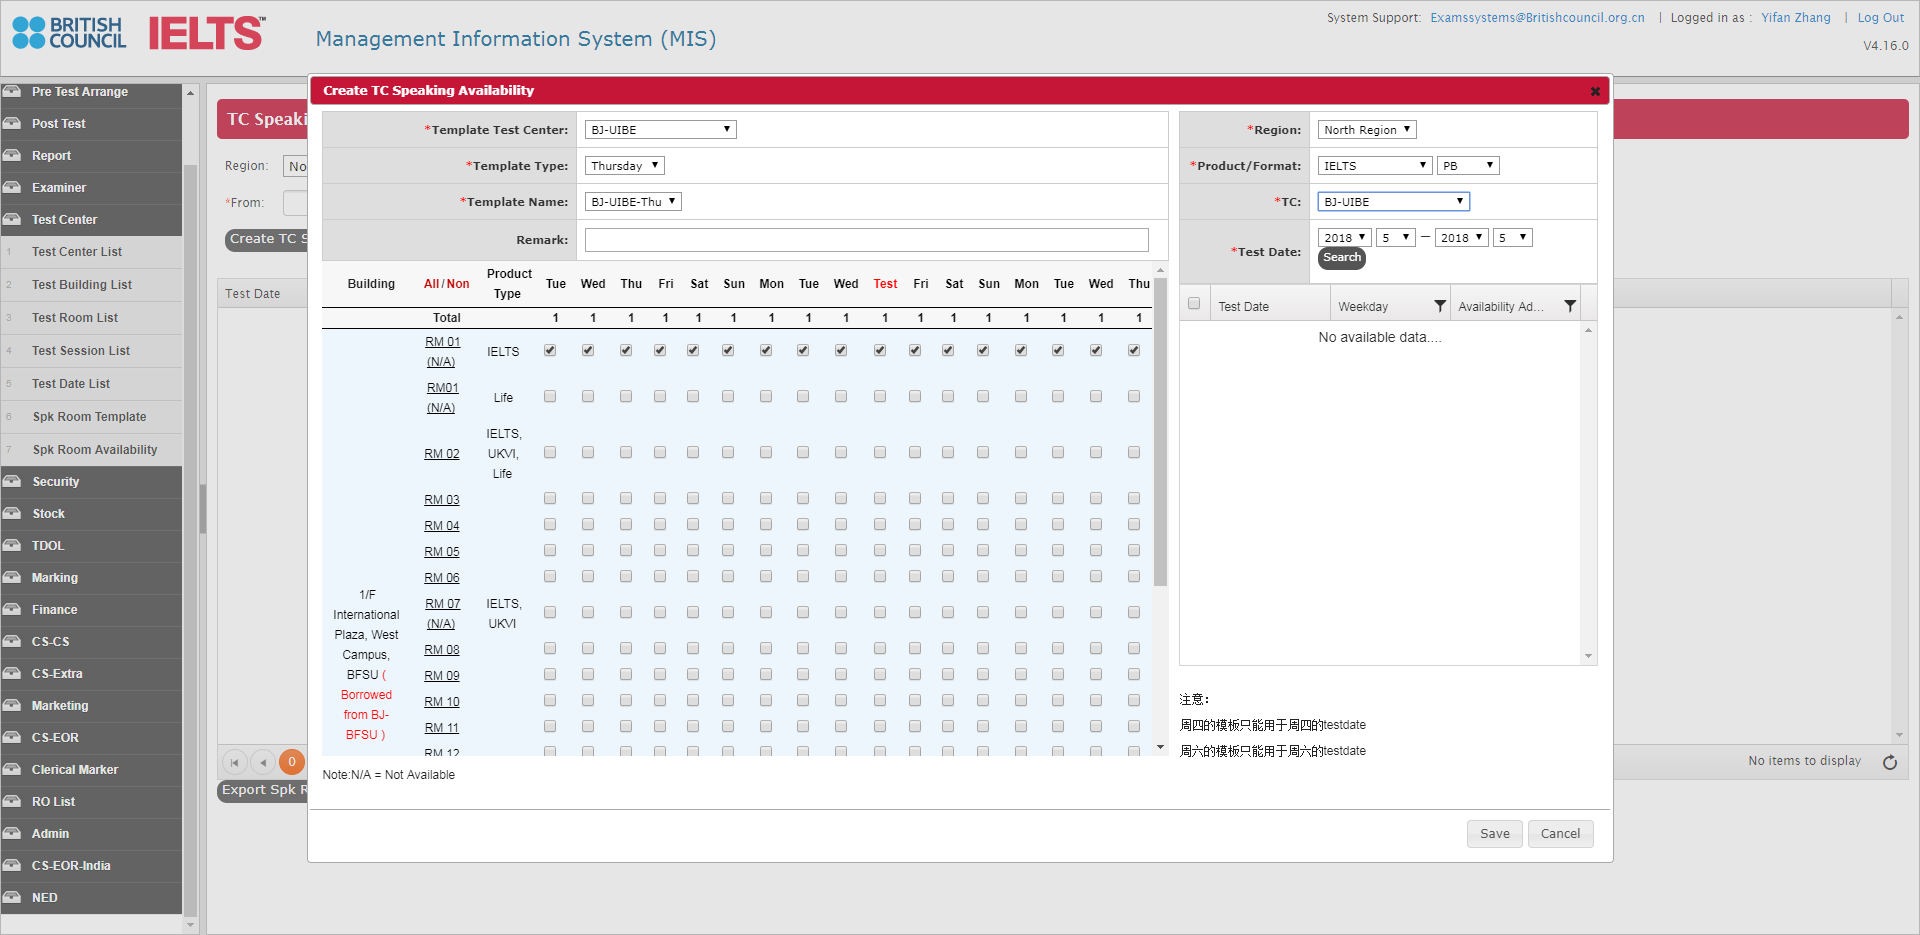 BRITISH
COUNCIL
IELTS™
Management Information System (MIS)
System Support: Examssystems@Britishcouncil.org.cn | Logged in as : Yifan Zhang | Log Out
V4.16.0
Pre Test Arrange
Post Test
Report
Examiner
Test Center
1 Test Center List
2 Test Building List
3 Test Room List
4 Test Session List
5 Test Date List
6 Spk Room Template
7 Spk Room Availability
Security
Stock
TDOL
Marking
Finance
CS-CS
CS-Extra
Marketing
CS-EOR
Clerical Marker
RO List
Admin
CS-EOR-India
NED
TC Speaki
Region: No
*From:
Create TC S
Test Date
0
No items to display
Export Spk R
Create TC Speaking Availability
*Template Test Center: BJ-UIBE
*Template Type: Thursday
*Template Name: BJ-UIBE-Thu
Remark:
Building All/Non Product Type Tue Wed Thu Fri Sat Sun Mon Tue Wed Test Fri Sat Sun Mon Tue Wed Thu
Total 1 1 1 1 1 1 1 1 1 1 1 1 1 1 1 1 1
RM 01
(N/A)
IELTS
RM01
(N/A)
Life
RM 02
IELTS,
UKVI,
Life
RM 03
RM 04
RM 05
RM 06
RM 07
(N/A)
IELTS,
UKVI
RM 08
RM 09
RM 10
RM 11
RM 12
1/F
International
Plaza, West
Campus,
BFSU (
Borrowed
from BJ-
BFSU )
Note:N/A = Not Available
*Region: North Region
*Product/Format: IELTS PB
*TC: BJ-UIBE
*Test Date: 2018 5 — 2018 5
Search
Test Date Weekday Availability Ad...
No available data....
注意：
周四的模板只能用于周四的testdate
周六的模板只能用于周六的testdate
Save Cancel